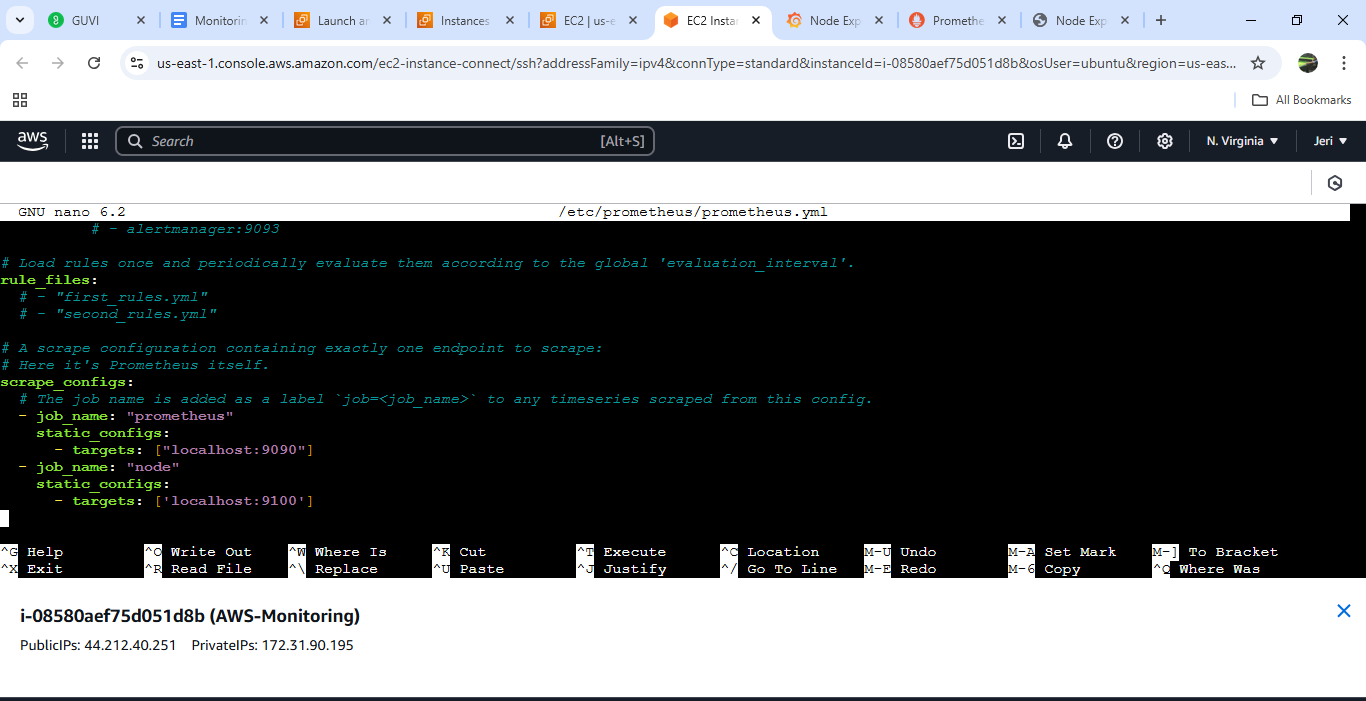 GUVI
Monitorin
Launch an
Instances
EC2 | us-e
EC2 Instan
Node Exp
Promethe
Node Exp
us-east-1.console.aws.amazon.com/ec2-instance-connect/ssh?addressFamily=ipv4&connType=standard&instanceId=i-08580aef75d051d8b&osUser=ubuntu&region=us-eas...
All Bookmarks
aws
Search
[Alt+S]
N. Virginia
Jeri
GNU nano 6.2 /etc/prometheus/prometheus.yml
# - alertmanager:9093
# Load rules once and periodically evaluate them according to the global 'evaluation_interval'.
rule_files:
# - "first_rules.yml"
# - "second_rules.yml"
# A scrape configuration containing exactly one endpoint to scrape:
# Here it's Prometheus itself.
scrape_configs:
# The job name is added as a label `job=<job_name>` to any timeseries scraped from this config.
- job_name: "prometheus"
static_configs:
- targets: ["localhost:9090"]
- job_name: "node"
static_configs:
- targets: ['localhost:9100']
^G Help ^O Write Out ^W Where Is ^K Cut ^T Execute ^C Location M-U Undo M-A Set Mark M-] To Bracket
^X Exit ^R Read File ^\ Replace ^U Paste ^J Justify ^/ Go To Line M-E Redo M-6 Copy ^Q Where Was
i-08580aef75d051d8b (AWS-Monitoring)
PublicIPs: 44.212.40.251 PrivateIPs: 172.31.90.195